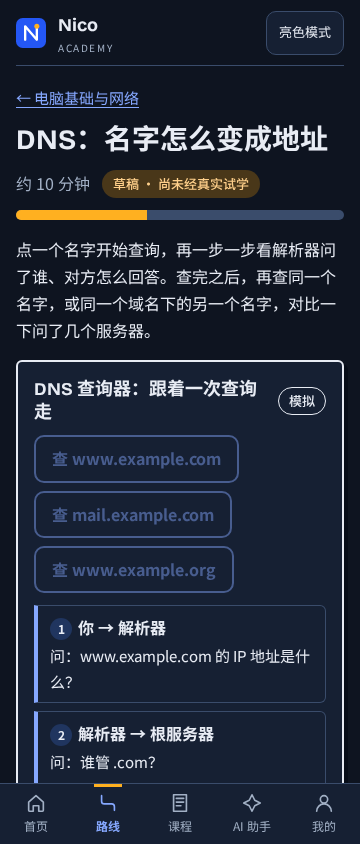 Nico
ACADEMY
亮色模式
← 电脑基础与网络
DNS：名字怎么变成地址
约 10 分钟
草稿 · 尚未经真实试学
点一个名字开始查询，再一步一步看解析器问
了谁、对方怎么回答。查完之后，再查同一个
名字，或同一个域名下的另一个名字，对比一
下问了几个服务器。
DNS 查询器：跟着一次查询
走
模拟
查 www.example.com
查 mail.example.com
查 www.example.org
1 你 → 解析器
问：www.example.com 的 IP 地址是什
么？
2 解析器 → 根服务器
问：谁管 .com？
首页
路线
课程
AI 助手
我的